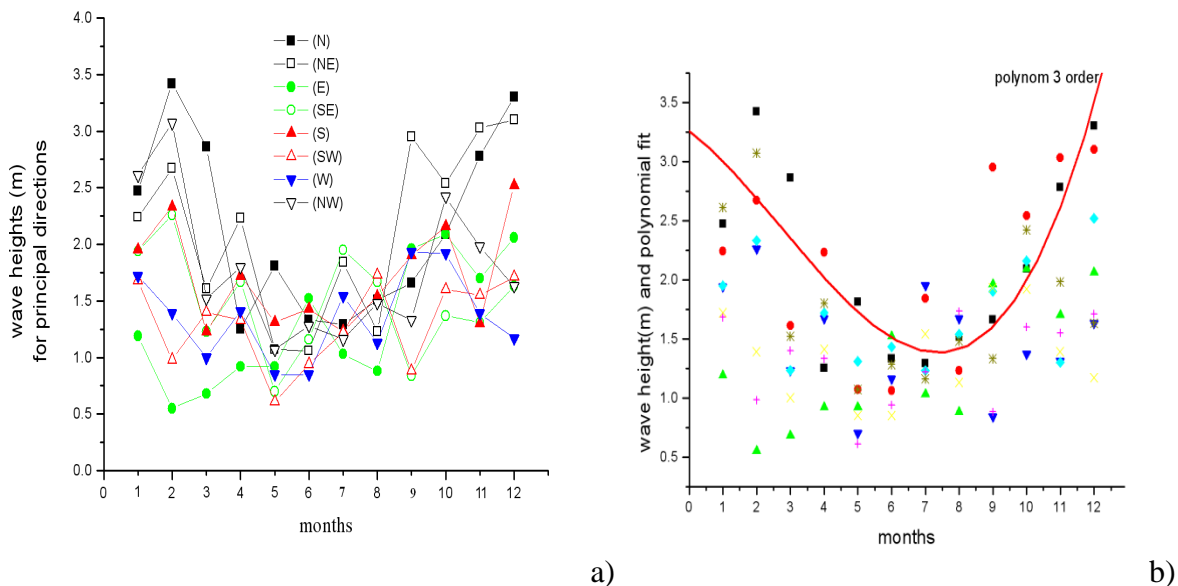 wave heights (m)
for principal directions
4.0
3.5
3.0
2.5
2.0
1.5
1.0
0.5
0.0
(N)
(NE)
(E)
(SE)
(S)
(SW)
(W)
(NW)
0 1 2 3 4 5 6 7 8 9 10 11 12
months
a)
wave height(m) and polynomial fit
3.5
3.0
2.5
2.0
1.5
1.0
0.5
polynom 3 order
0 1 2 3 4 5 6 7 8 9 10 11 12
months
b)